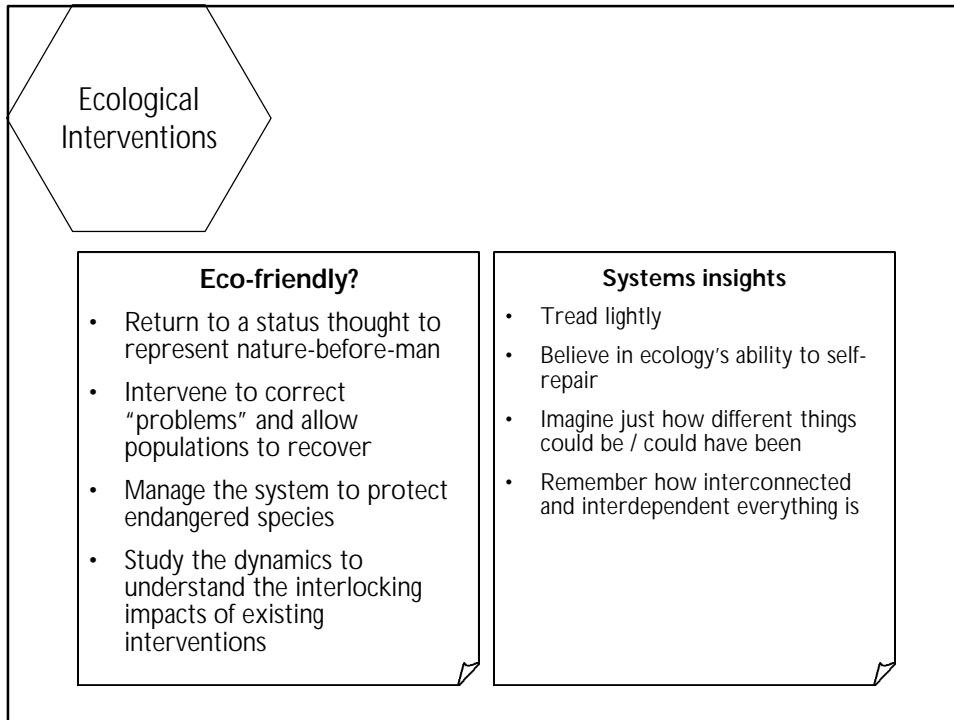 Ecological
Interventions
Eco-friendly?
• Return to a status thought to
represent nature-before-man
• Intervene to correct
“problems” and allow
populations to recover
• Manage the system to protect
endangered species
• Study the dynamics to
understand the interlocking
impacts of existing
interventions
Systems insights
• Tread lightly
• Believe in ecology’s ability to self-
repair
• Imagine just how different things
could be / could have been
• Remember how interconnected
and interdependent everything is